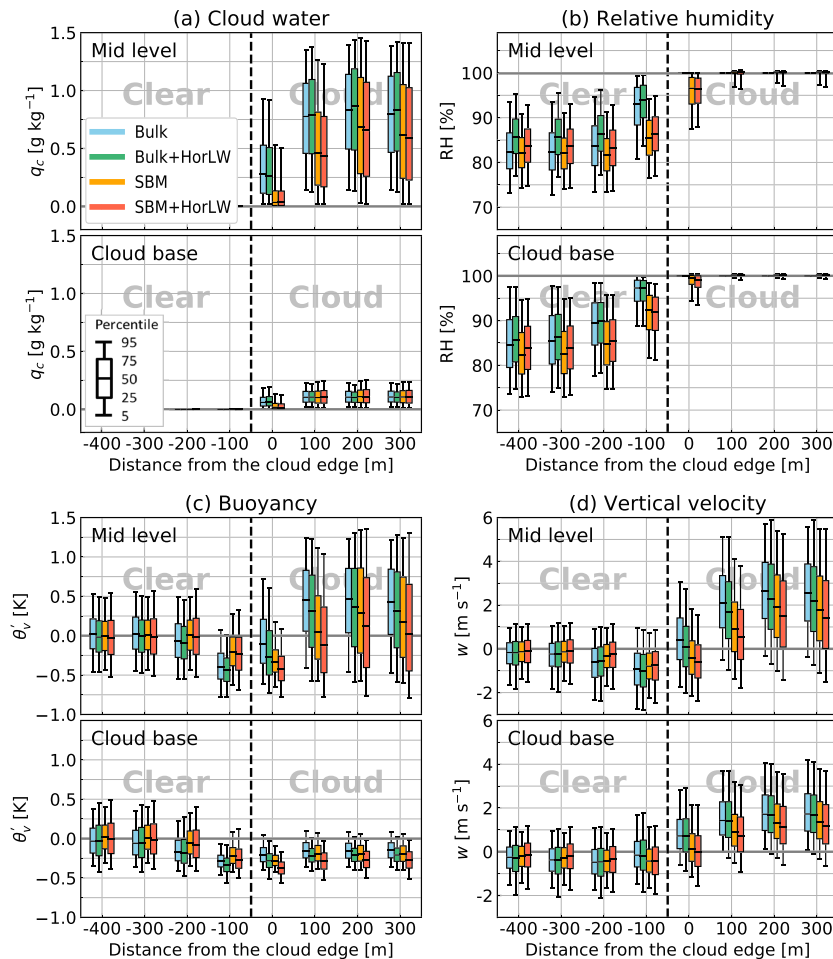 (a) Cloud water
Mid level
Clear
Cloud
Bulk
Bulk+HorLW
SBM
SBM+HorLW
q_c [g kg⁻¹]
1.5
1.0
0.5
0.0
Cloud base
Clear
Cloud
Percentile
95
75
50
25
5
q_c [g kg⁻¹]
1.5
1.0
0.5
0.0
-400 -300 -200 -100 0 100 200 300
Distance from the cloud edge [m]
(b) Relative humidity
Mid level
Clear
Cloud
RH [%]
100
90
80
70
Cloud base
Clear
Cloud
RH [%]
100
90
80
70
-400 -300 -200 -100 0 100 200 300
Distance from the cloud edge [m]
(c) Buoyancy
Mid level
Clear
Cloud
θ′_v [K]
1.5
1.0
0.5
0.0
−0.5
−1.0
Cloud base
Clear
Cloud
θ′_v [K]
1.5
1.0
0.5
0.0
−0.5
−1.0
-400 -300 -200 -100 0 100 200 300
Distance from the cloud edge [m]
(d) Vertical velocity
Mid level
Clear
Cloud
w [m s⁻¹]
6
4
2
0
-2
Cloud base
Clear
Cloud
w [m s⁻¹]
6
4
2
0
-2
-400 -300 -200 -100 0 100 200 300
Distance from the cloud edge [m]